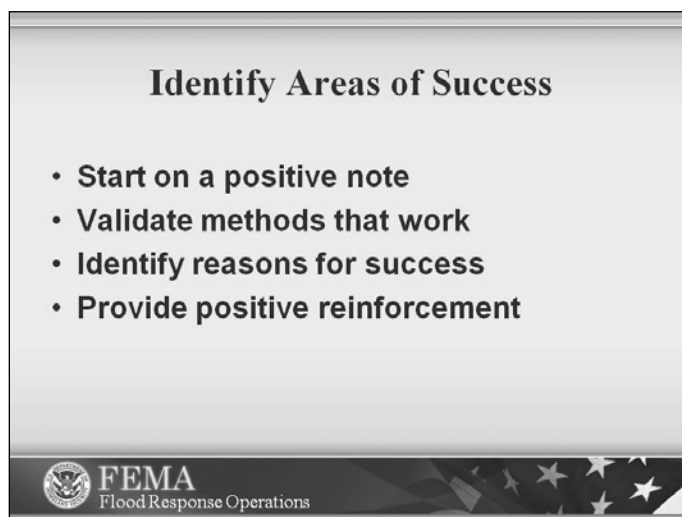 Identify Areas of Success
• Start on a positive note
• Validate methods that work
• Identify reasons for success
• Provide positive reinforcement
FEMA
Flood Response Operations